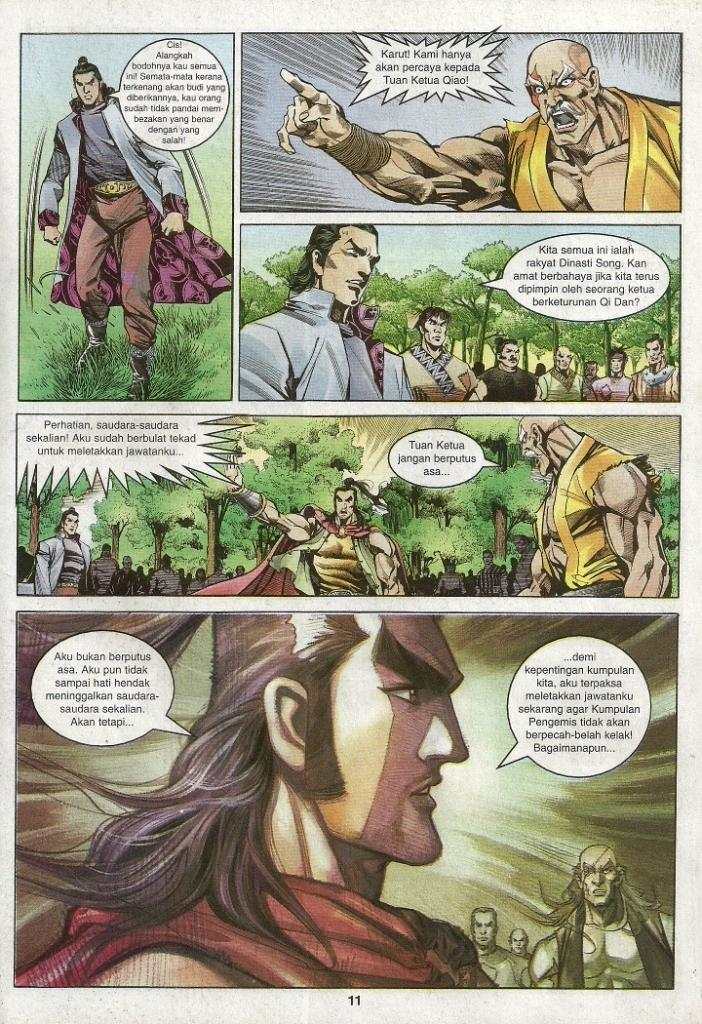 Cis!
Alangkah
bodohnya kau semua
ini! Semata-mata kerana
terkenang akan budi yang
diberikannya, kau orang
sudah tidak pandai mem-
bezakan yang benar
dengan yang
salah!
Karut! Kami hanya
akan percaya kepada
Tuan Ketua Qiao!
Kita semua ini ialah
rakyat Dinasti Song. Kan
amat berbahaya jika kita terus
dipimpin oleh seorang ketua
berketurunan Qi Dan?
Perhatian, saudara-saudara
sekalian! Aku sudah berbulat tekad
untuk meletakkan jawatanku...
Tuan Ketua
jangan berputus
asa...
Aku bukan berputus
asa. Aku pun tidak
sampai hati hendak
meninggalkan saudara-
saudara sekalian.
Akan tetapi...
...demi
kepentingan kumpulan
kita, aku terpaksa
meletakkan jawatanku
sekarang agar Kumpulan
Pengemis tidak akan
berpecah-belah kelak!
Bagaimanapun...
11